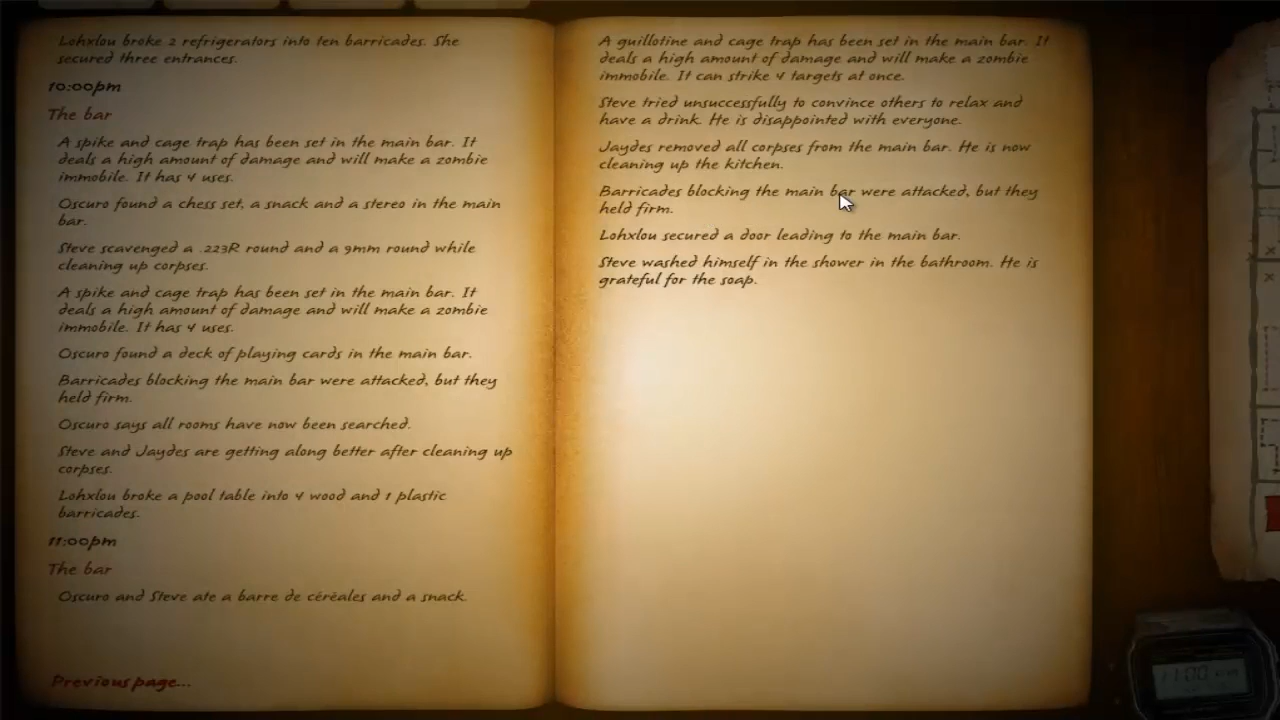 Lohxlou broke 2 refrigerators into ten barricades. She
secured three entrances.
10:00pm
The bar
A spike and cage trap has been set in the main bar. It
deals a high amount of damage and will make a zombie
immobile. It has 4 uses.
Oscuro found a chess set, a snack and a stereo in the main
bar.
Steve scavenged a .223R round and a 9mm round while
cleaning up corpses.
A spike and cage trap has been set in the main bar. It
deals a high amount of damage and will make a zombie
immobile. It has 4 uses.
Oscuro found a deck of playing cards in the main bar.
Barricades blocking the main bar were attacked, but they
held firm.
Oscuro says all rooms have now been searched.
Steve and Jaydes are getting along better after cleaning up
corpses.
Lohxlou broke a pool table into 4 wood and 1 plastic
barricades.
11:00pm
The bar
Oscuro and Steve ate a barre de céréales and a snack.
Previous page...
A guillotine and cage trap has been set in the main bar. It
deals a high amount of damage and will make a zombie
immobile. It can strike 4 targets at once.
Steve tried unsuccessfully to convince others to relax and
have a drink. He is disappointed with everyone.
Jaydes removed all corpses from the main bar. He is now
cleaning up the kitchen.
Barricades blocking the main bar were attacked, but they
held firm.
Lohxlou secured a door leading to the main bar.
Steve washed himself in the shower in the bathroom. He is
grateful for the soap.
11:00